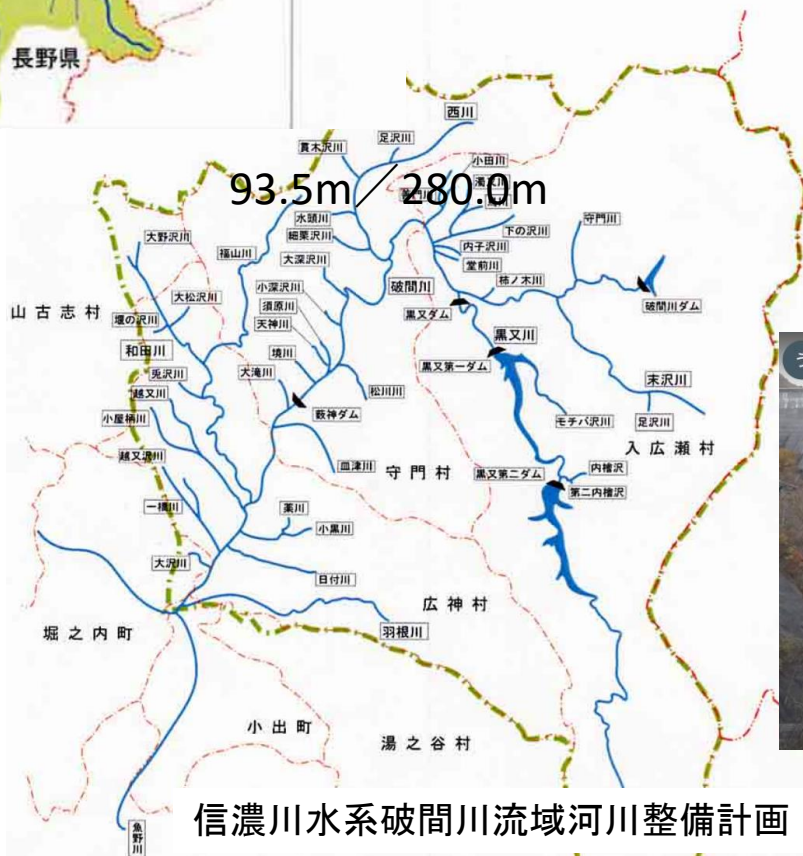 長野県
西川
足沢川
貫木沢川
小田川
93.5m／280.0m
水頭川
細栗沢川
大深沢川
大野沢川
福山川
下の沢川
守門川
内子沢川
堂前川
柿ノ木川
破間川
破間川ダム
黒又ダム
黒又川
小深沢川
須原川
天神川
大松沢川
山古志村
堰の沢川
和田川
境川
兎沢川
大滝川
黒又第一ダム
越又川
小屋柄川
松川川
末沢川
藪神ダム
モチバ沢川
足沢川
入広瀬村
越又沢川
皿津川
守門村
黒又第二ダム
内檜沢
第二内檜沢
一橋川
薬川
小黒川
大沢川
日付川
広神村
羽根川
堀之内町
小出町
湯之谷村
魚野川
信濃川水系破間川流域河川整備計画